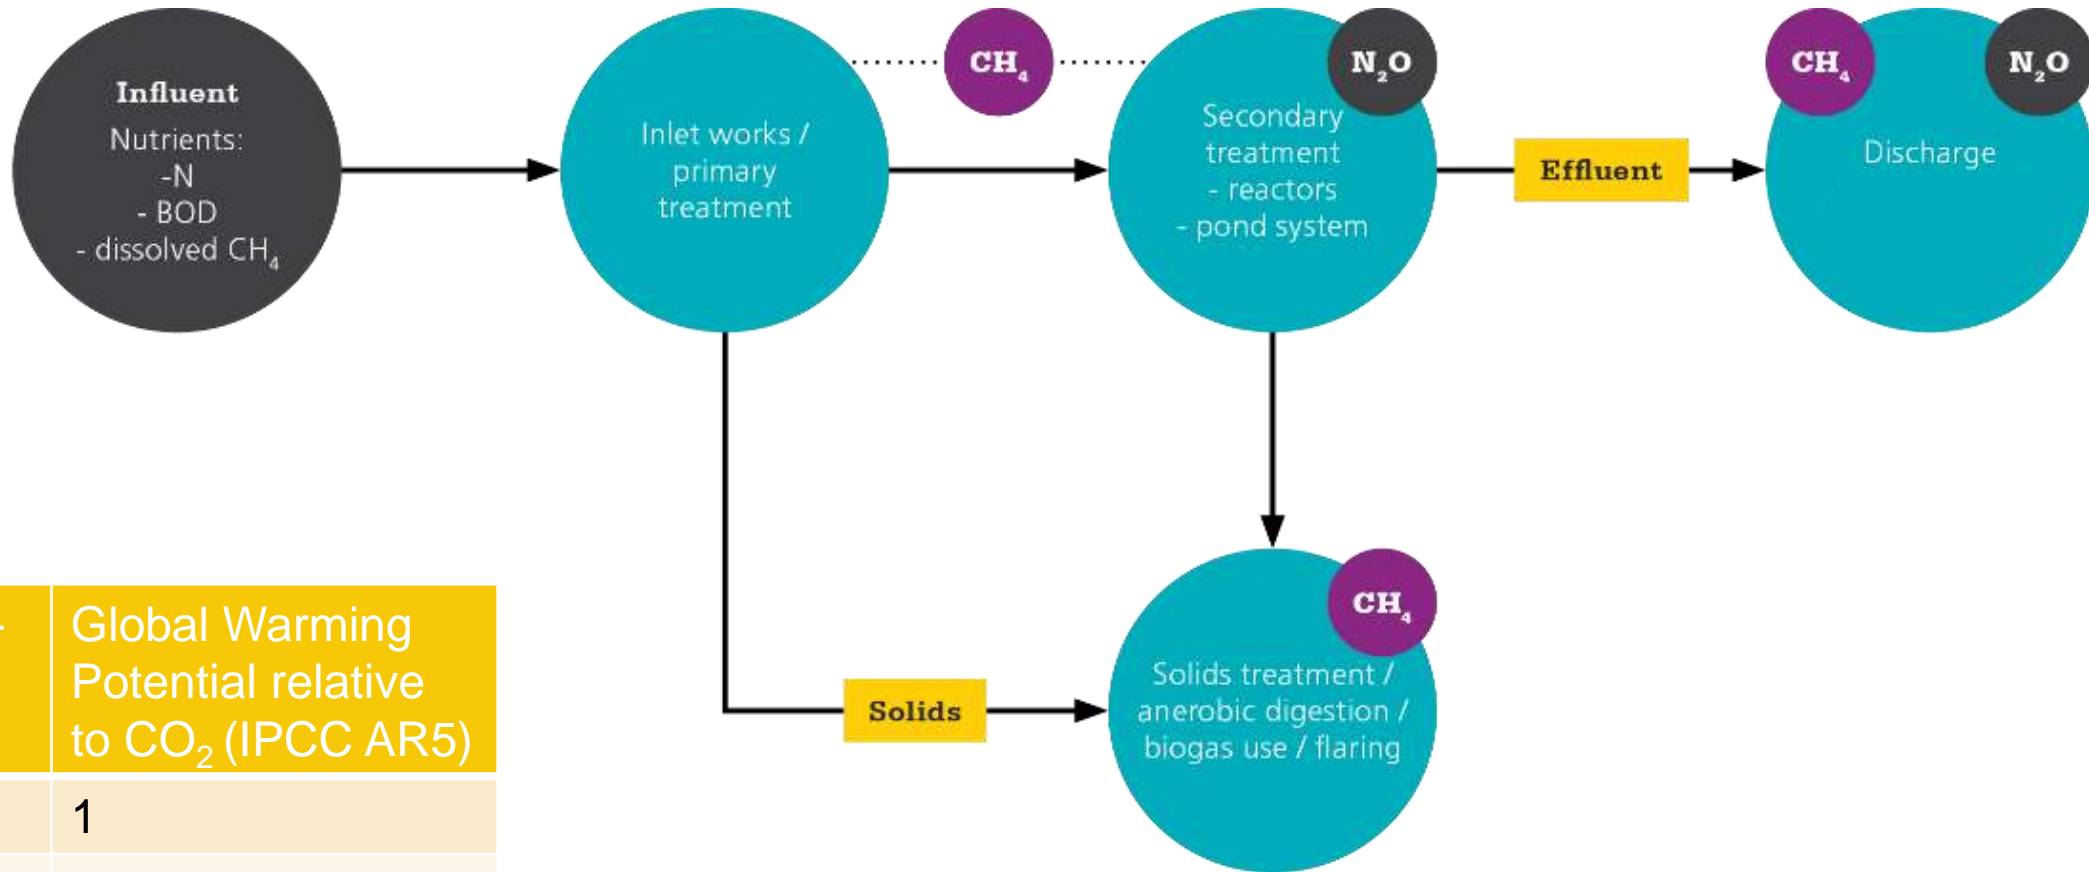 Influent
Nutrients:
-N
- BOD
- dissolved CH₄
Inlet works /
primary
treatment
CH₄
Secondary
treatment
- reactors
- pond system
N₂O
Effluent
CH₄
N₂O
Discharge
Solids
CH₄
Solids treatment /
anerobic digestion /
biogas use / flaring
-
Global Warming
Potential relative
to CO₂ (IPCC AR5)
1